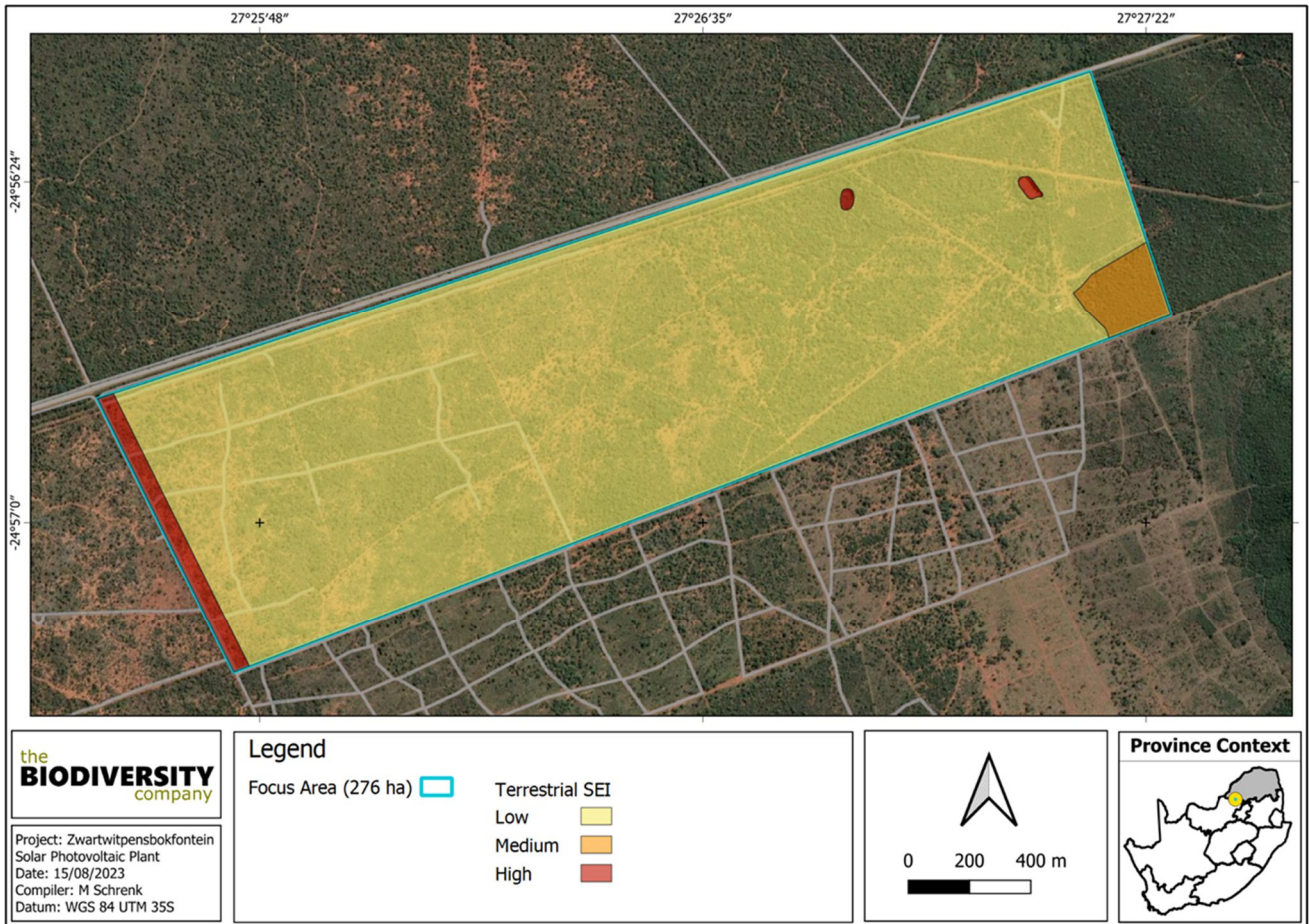 27°25′48″ 27°26′35″ 27°27′22″
-24°56′24″
-24°57′0″
the
BIODIVERSITY
company
Project: Zwartwitpensbokfontein
Solar Photovoltaic Plant
Date: 15/08/2023
Compiler: M Schrenk
Datum: WGS 84 UTM 35S
Legend
Focus Area (276 ha)
Terrestrial SEI
Low
Medium
High
0 200 400 m
Province Context